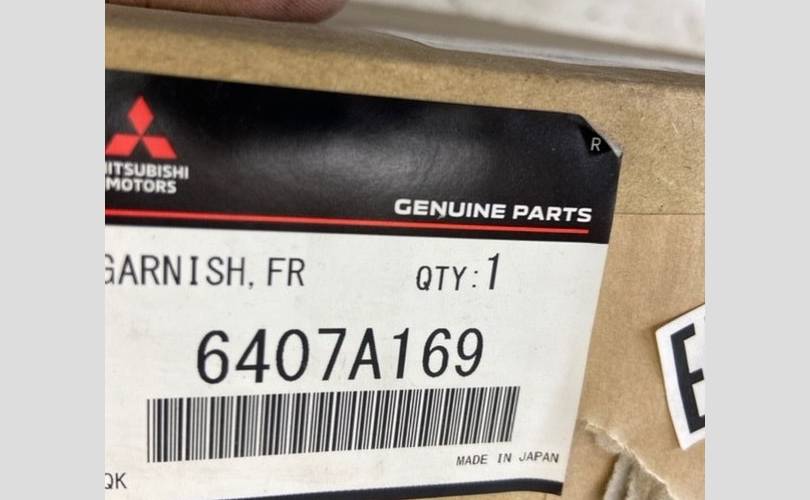 MITSUBISHI
MOTORS
R
GENUINE PARTS
GARNISH, FR
QTY:1
6407A169
MADE IN JAPAN
QK